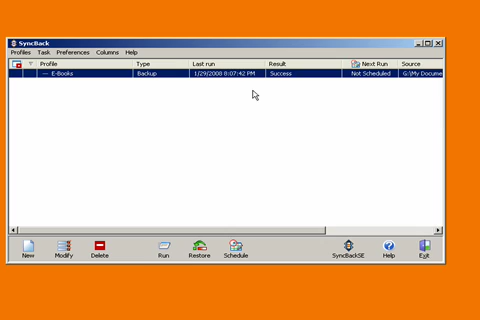 SyncBack
Profiles Task Preferences Columns Help
Profile Type Last run Result Next Run Source
E-Books Backup 1/29/2008 8:07:42 PM Success Not Scheduled G:\My Docume
New Modify Delete Run Restore Schedule SyncBackSE Help Exit